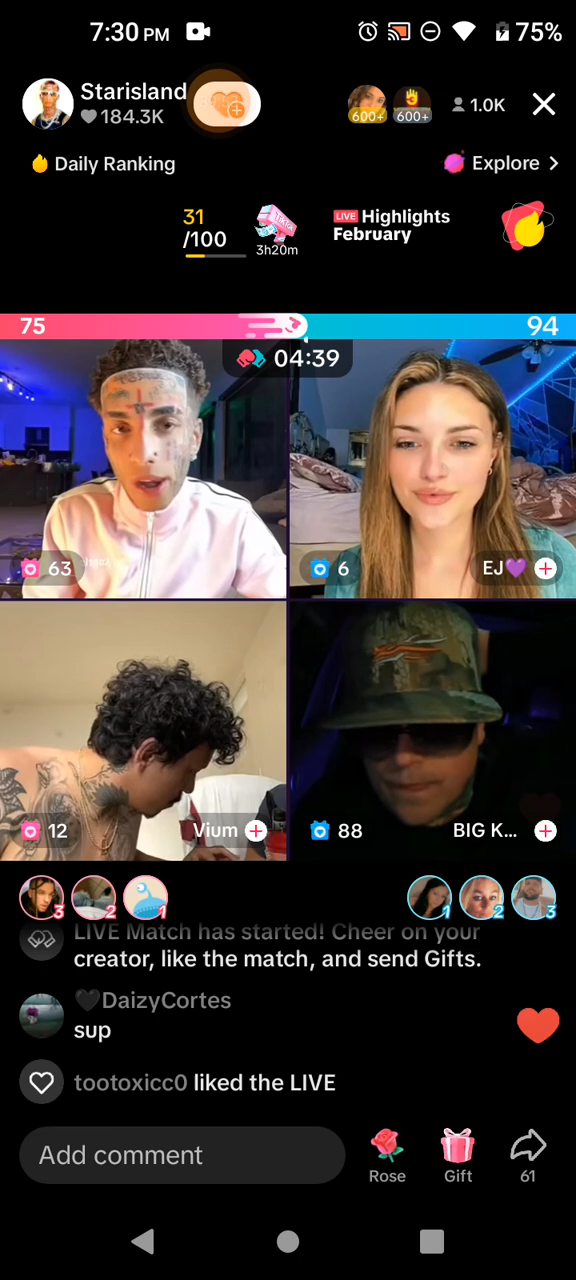 7:30 PM
75%
Starisland
184.3K
600+
600+
1.0K
Daily Ranking
Explore
31
/100
TikTok
3h20m
LIVE Highlights
February
75
94
04:39
63
6
EJ💜
12
Vium
88
BIG K...
3
2
1
1
2
3
LIVE Match has started! Cheer on your
creator, like the match, and send Gifts.
🖤DaizyCortes
sup
tootoxicc0 liked the LIVE
Add comment
Rose
Gift
61